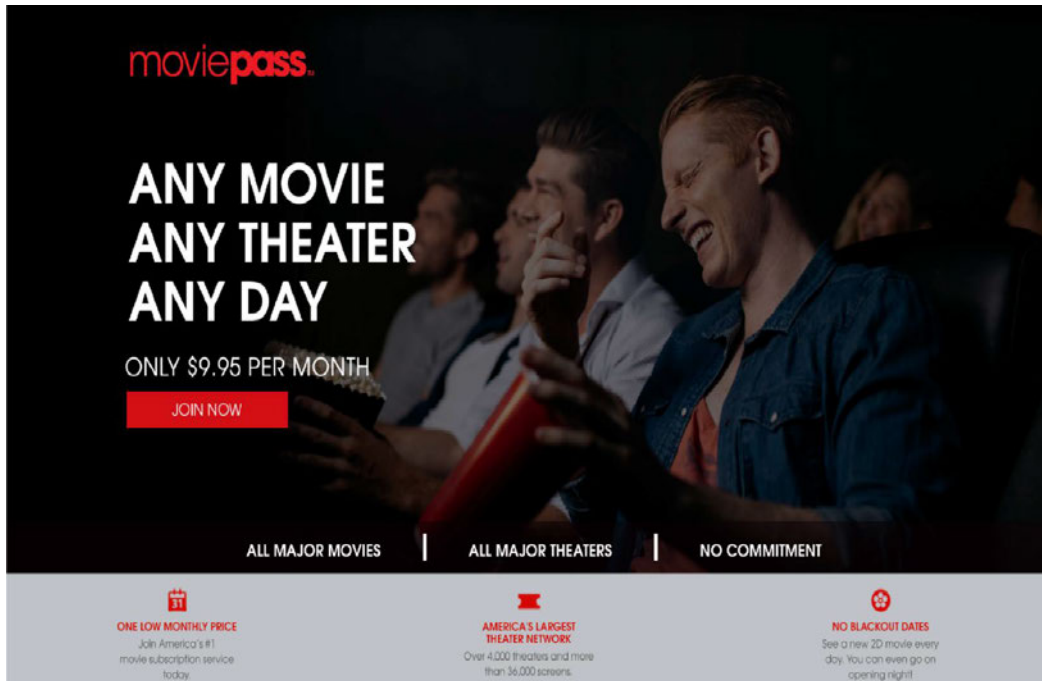 moviepass™
ANY MOVIE
ANY THEATER
ANY DAY
ONLY $9.95 PER MONTH
JOIN NOW
ALL MAJOR MOVIES | ALL MAJOR THEATERS | NO COMMITMENT
31
ONE LOW MONTHLY PRICE
Join America's #1
movie subscription service
today.
AMERICA'S LARGEST
THEATER NETWORK
Over 4,000 theaters and more
than 36,000 screens.
NO BLACKOUT DATES
See a new 2D movie every
day. You can even go on
opening night!